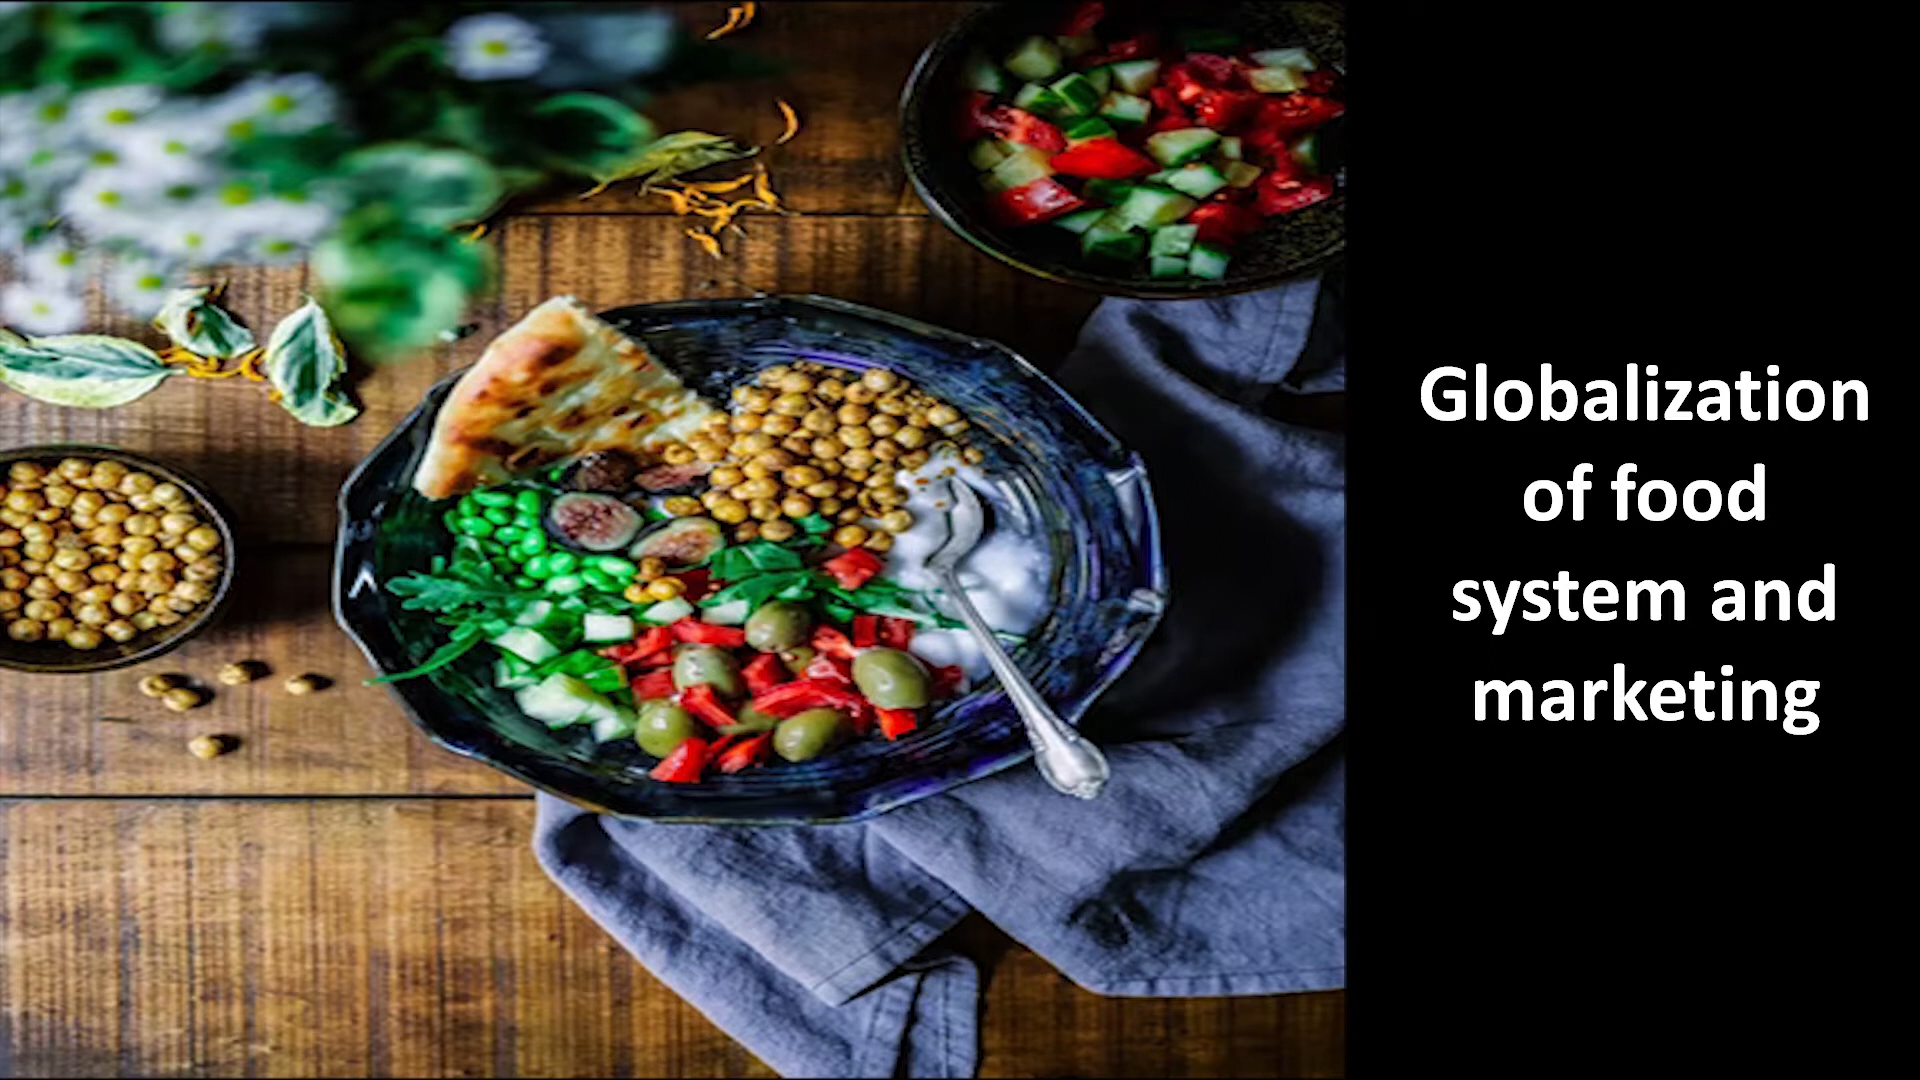 Globalization
of food
system and
marketing